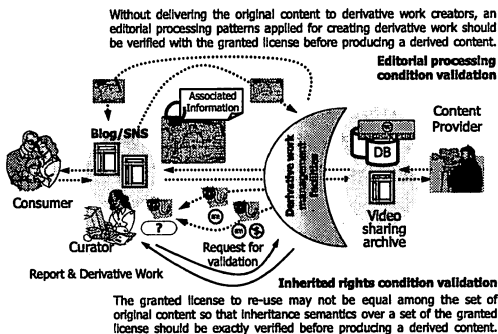 Without delivering the original content to derivative work creators, an
editorial processing patterns applied for creating derivative work should
be verified with the granted license before producing a derived content.
Editorial processing
condition validation
Associated
Information
Blog/SNS
Content
Provider
DB
Derivative work
management
facilities
Consumer
Video
sharing
archive
?
Curator
Request for
validation
Report & Derivative Work
Inherited rights condition validation
The granted license to re-use may not be equal among the set of
original content so that inheritance semantics over a set of the granted
license should be exactly verified before producing a derived content.